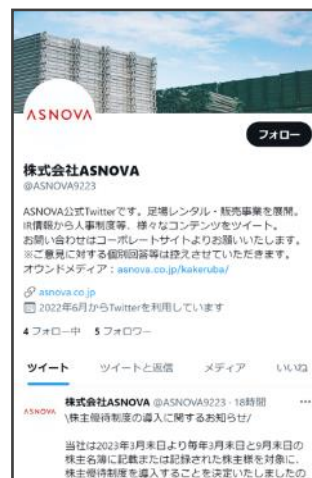 ASNOVA
フォロー
株式会社ASNOVA
@ASNOVA9223
ASNOVA公式Twitterです。足場レンタル・販売事業を展開。
IR情報から人事制度等、様々なコンテンツをツイート。
お問い合わせはコーポレートサイトよりお願いいたします。
※ご意見に対する個別回答等は控えさせていただきます。
オウンドメディア：asnova.co.jp/kakeruba/
asnova.co.jp
2022年6月からTwitterを利用しています
4 フォロー中 5 フォロワー
ツイート ツイートと返信 メディア いいね
ASNOVA
株式会社ASNOVA @ASNOVA9223 · 18時間 …
\株主優待制度の導入に関するお知らせ/
当社は2023年3月末日より毎年3月末日と9月末日の
株主名簿に記載または記録された株主様を対象に、
株主優待制度を導入することを決定いたしましたの